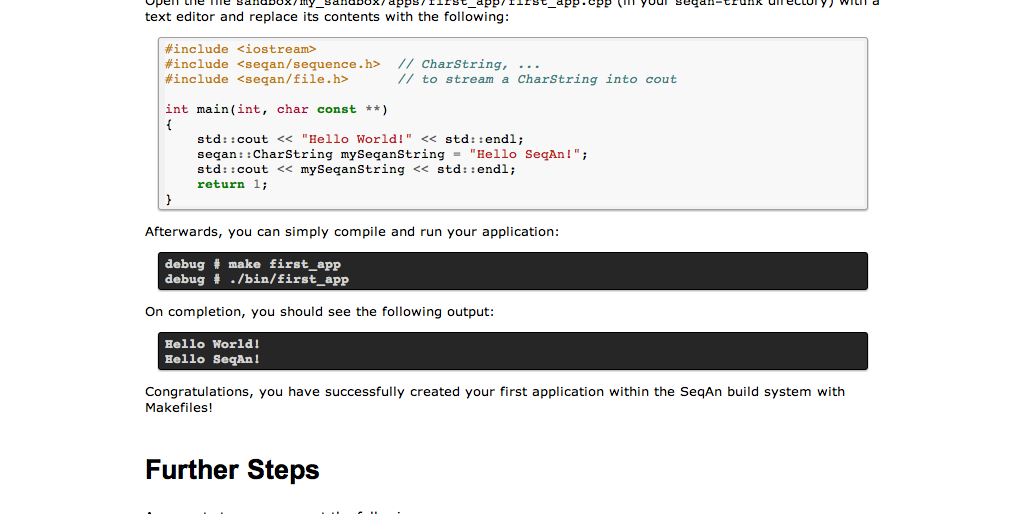 Open the file sandbox/my_sandbox/apps/first_app/first_app.cpp (in your seqan-trunk directory) with a
text editor and replace its contents with the following:
#include <iostream>
#include <seqan/sequence.h>  // CharString, ...
#include <seqan/file.h>      // to stream a CharString into cout
int main(int, char const **)
{
    std::cout << "Hello World!" << std::endl;
    seqan::CharString mySeqanString = "Hello SeqAn!";
    std::cout << mySeqanString << std::endl;
    return 1;
}
Afterwards, you can simply compile and run your application:
debug # make first_app
debug # ./bin/first_app
On completion, you should see the following output:
Hello World!
Hello SeqAn!
Congratulations, you have successfully created your first application within the SeqAn build system with
Makefiles!
Further Steps